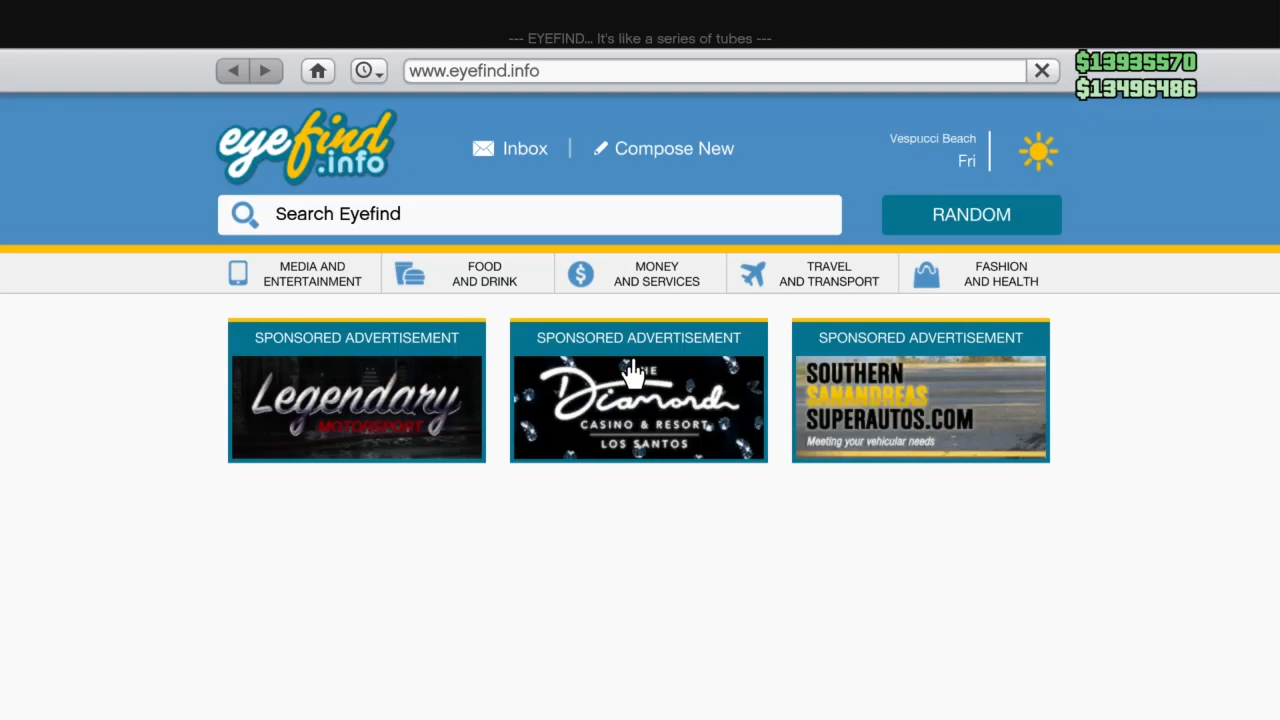 --- EYEFIND... It's like a series of tubes ---
www.eyefind.info
$13935570
$13496486
eyefind
.info
Inbox
Compose New
Vespucci Beach
Fri
Search Eyefind
RANDOM
MEDIA AND
ENTERTAINMENT
FOOD
AND DRINK
MONEY
AND SERVICES
TRAVEL
AND TRANSPORT
FASHION
AND HEALTH
SPONSORED ADVERTISEMENT
Legendary
MOTORSPORT
SPONSORED ADVERTISEMENT
THE
Diamond
CASINO & RESORT
LOS SANTOS
SPONSORED ADVERTISEMENT
SOUTHERN
SANANDREAS
SUPERAUTOS.COM
Meeting your vehicular needs